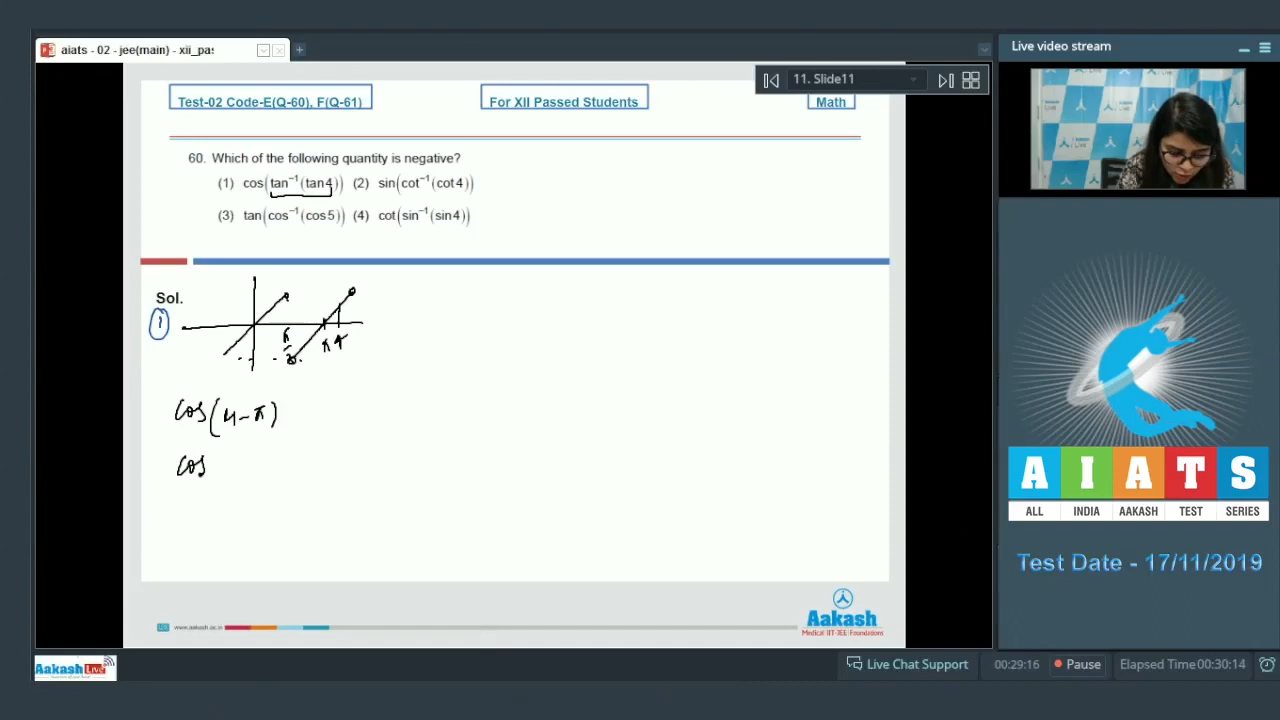 aiats - 02 - jee(main) - xii_pas
Live video stream
11. Slide11
Test-02 Code-E(Q-60), F(Q-61)
For XII Passed Students
Math
60. Which of the following quantity is negative?
(1) cos(tan⁻¹(tan4)) (2) sin(cot⁻¹(cot4))
(3) tan(cos⁻¹(cos5)) (4) cot(sin⁻¹(sin4))
Sol.
1
π/2 π 4
cos(4-π)
cos
www.aakash.ac.in
Aakash
Medical | IIT-JEE | Foundations
A I A T S
ALL INDIA AAKASH TEST SERIES
Test Date - 17/11/2019
Aakash Live
Live Chat Support
00:29:16
Pause
Elapsed Time 00:30:14